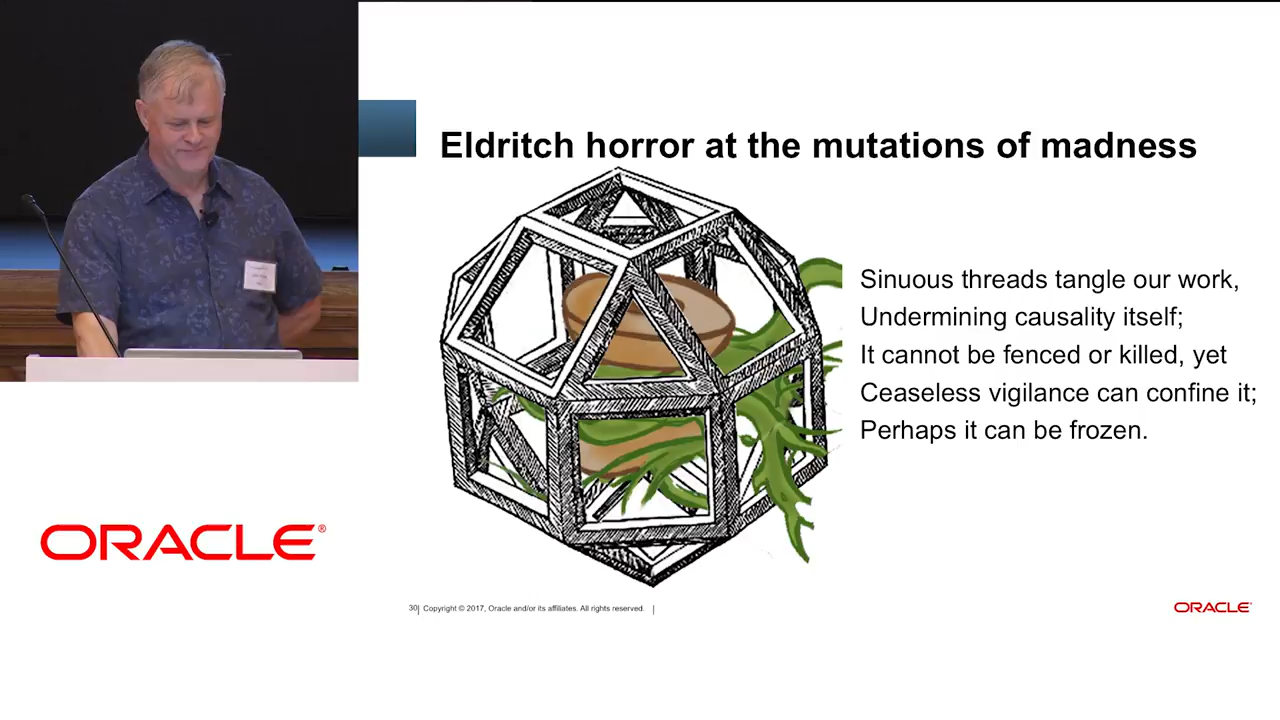 Eldritch horror at the mutations of madness
Sinuous threads tangle our work,
Undermining causality itself;
It cannot be fenced or killed, yet
Ceaseless vigilance can confine it;
Perhaps it can be frozen.
ORACLE®
30 | Copyright © 2017, Oracle and/or its affiliates. All rights reserved. |
ORACLE®